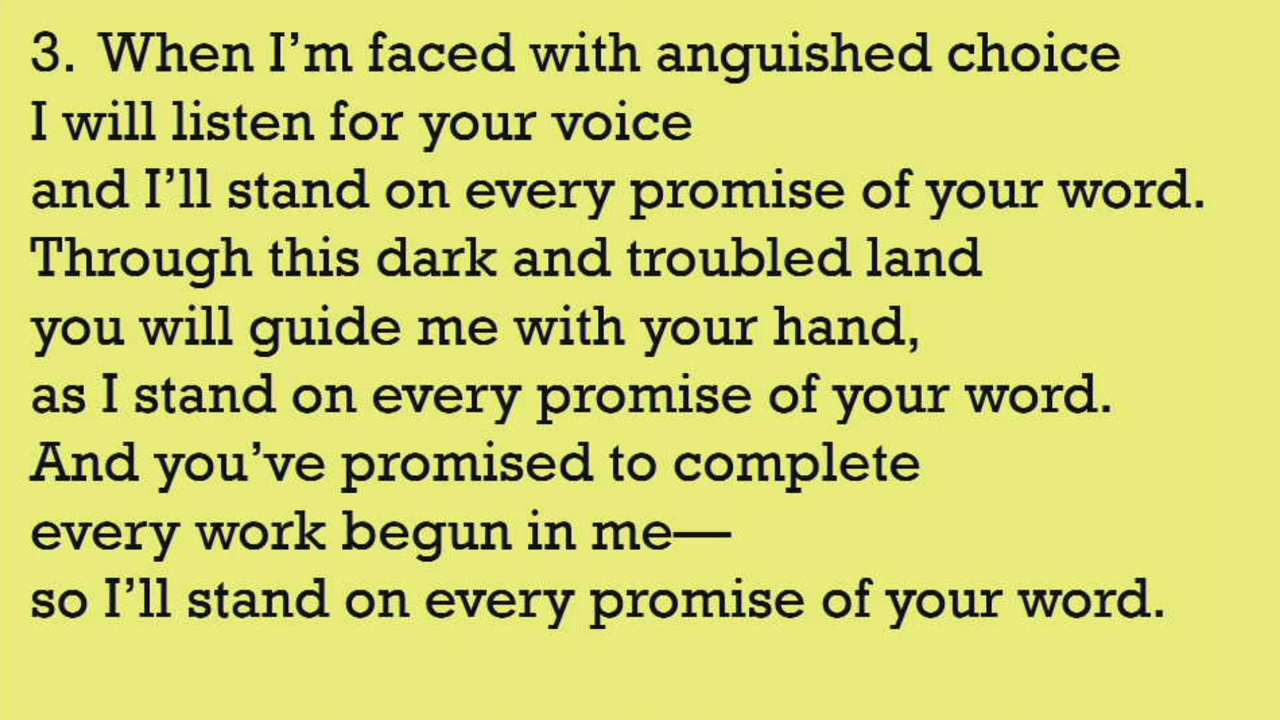 3. When I’m faced with anguished choice
I will listen for your voice
and I’ll stand on every promise of your word.
Through this dark and troubled land
you will guide me with your hand,
as I stand on every promise of your word.
And you’ve promised to complete
every work begun in me—
so I’ll stand on every promise of your word.